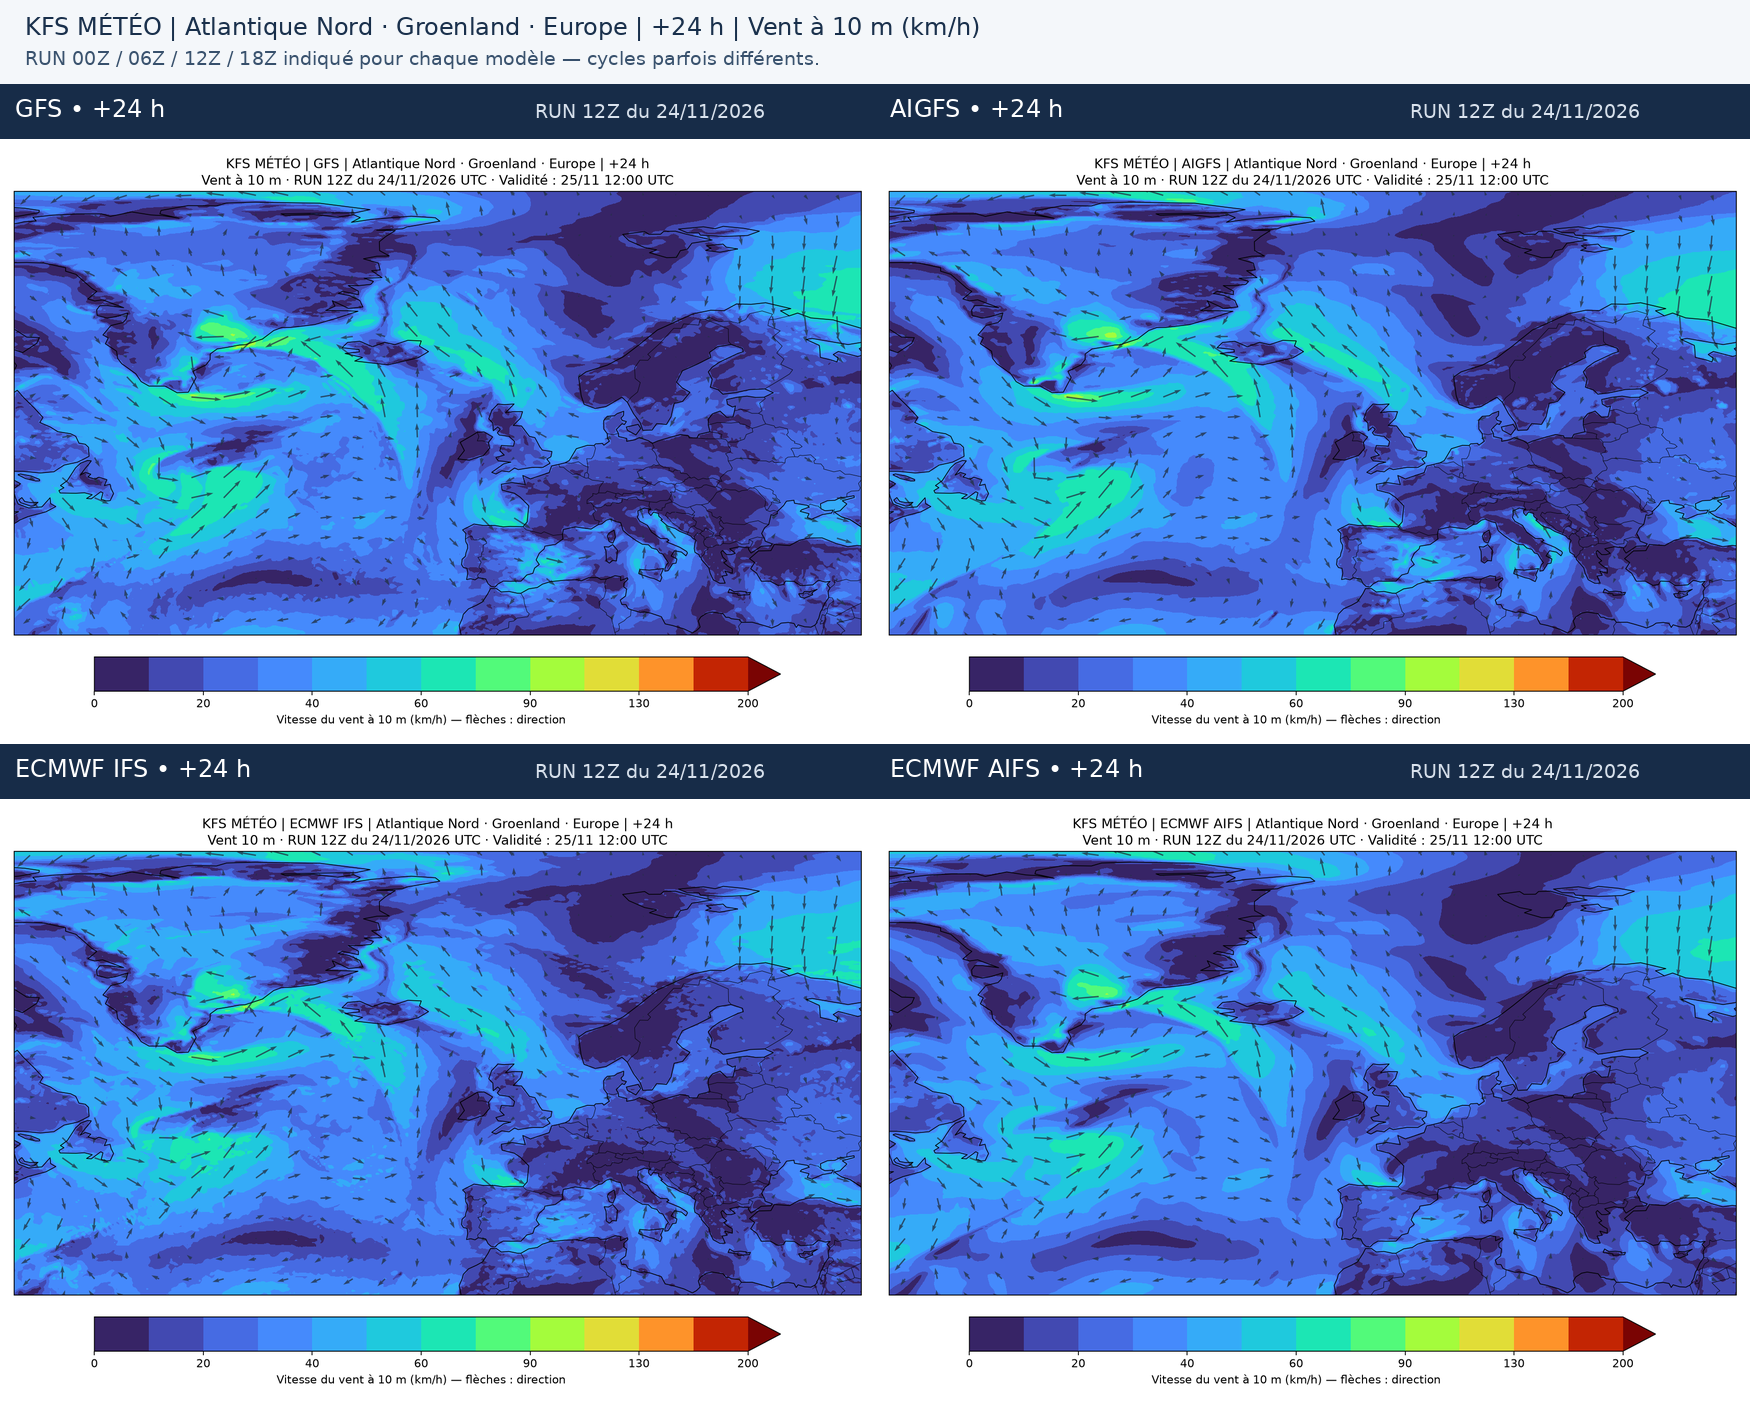 KFS MÉTÉO | Atlantique Nord · Groenland · Europe | +24 h | Vent à 10 m (km/h)
RUN 00Z / 06Z / 12Z / 18Z indiqué pour chaque modèle — cycles parfois différents.
GFS • +24 h
RUN 12Z du 24/11/2026
KFS MÉTÉO | GFS | Atlantique Nord · Groenland · Europe | +24 h
Vent à 10 m · RUN 12Z du 24/11/2026 UTC · Validité : 25/11 12:00 UTC
0 20 40 60 90 130 200
Vitesse du vent à 10 m (km/h) — flèches : direction
AIGFS • +24 h
RUN 12Z du 24/11/2026
KFS MÉTÉO | AIGFS | Atlantique Nord · Groenland · Europe | +24 h
Vent à 10 m · RUN 12Z du 24/11/2026 UTC · Validité : 25/11 12:00 UTC
0 20 40 60 90 130 200
Vitesse du vent à 10 m (km/h) — flèches : direction
ECMWF IFS • +24 h
RUN 12Z du 24/11/2026
KFS MÉTÉO | ECMWF IFS | Atlantique Nord · Groenland · Europe | +24 h
Vent 10 m · RUN 12Z du 24/11/2026 UTC · Validité : 25/11 12:00 UTC
0 20 40 60 90 130 200
Vitesse du vent à 10 m (km/h) — flèches : direction
ECMWF AIFS • +24 h
RUN 12Z du 24/11/2026
KFS MÉTÉO | ECMWF AIFS | Atlantique Nord · Groenland · Europe | +24 h
Vent 10 m · RUN 12Z du 24/11/2026 UTC · Validité : 25/11 12:00 UTC
0 20 40 60 90 130 200
Vitesse du vent à 10 m (km/h) — flèches : direction